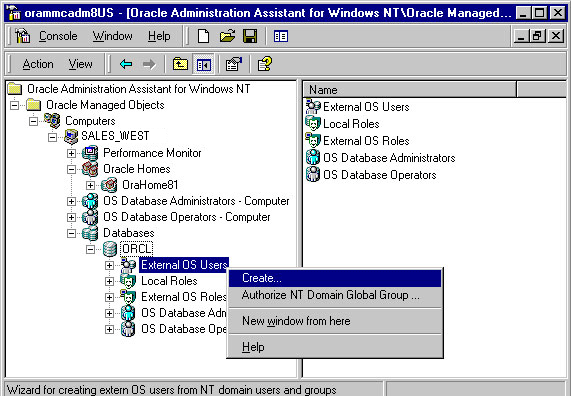 orammcadm8US - [Oracle Administration Assistant for Windows NT\Oracle Managed...
Console Window Help
Action View
Oracle Administration Assistant for Windows NT
Oracle Managed Objects
Computers
SALES_WEST
Performance Monitor
Oracle Homes
OraHome81
OS Database Administrators - Computer
OS Database Operators - Computer
Databases
ORCL
External OS Users
Local Roles
External OS Roles
OS Database Adm
OS Database Ope
Name
External OS Users
Local Roles
External OS Roles
OS Database Administrators
OS Database Operators
Create...
Authorize NT Domain Global Group ...
New window from here
Help
Wizard for creating extern OS users from NT domain users and groups